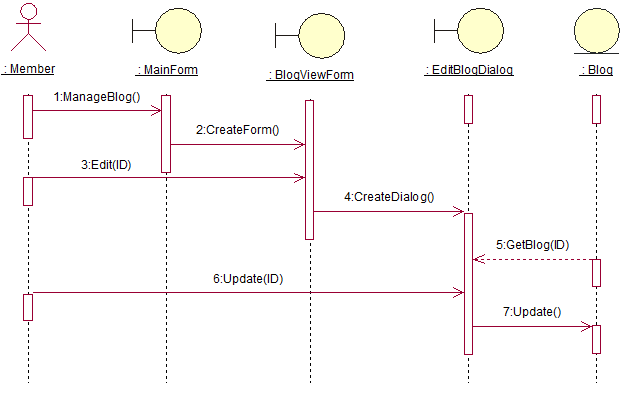 : Member
: MainForm
: BlogViewForm
: EditBlogDialog
: Blog
1:ManageBlog()
2:CreateForm()
3:Edit(ID)
4:CreateDialog()
5:GetBlog(ID)
6:Update(ID)
7:Update()